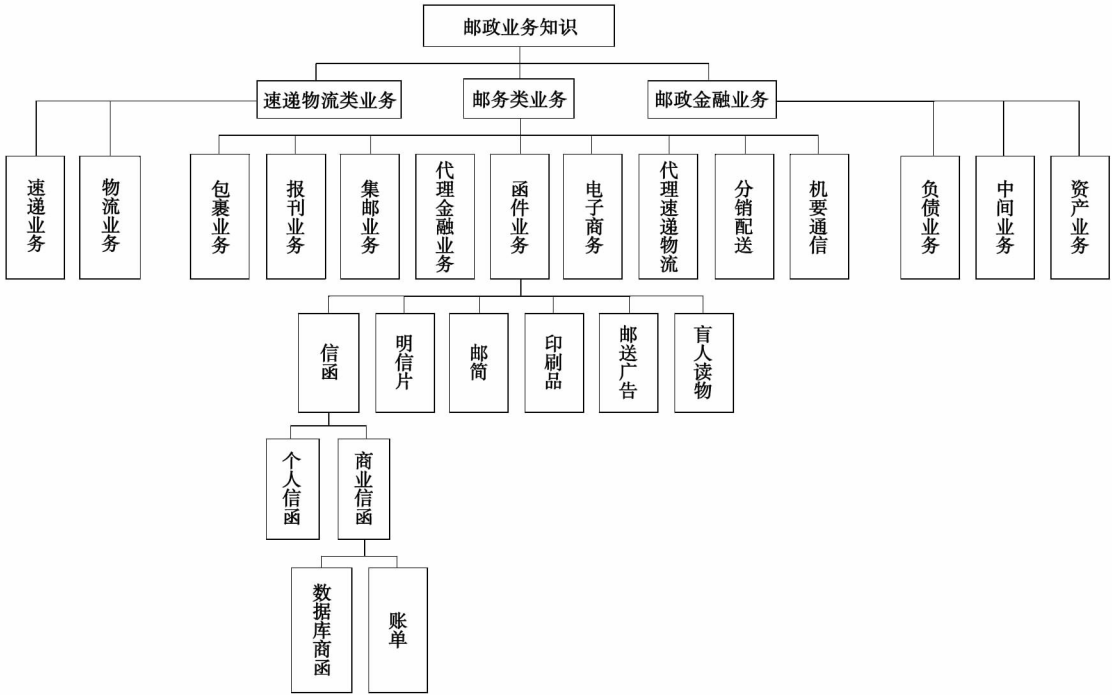 邮政业务知识
速递物流类业务
邮务类业务
邮政金融业务
速递业务
物流业务
包裹业务
报刊业务
集邮业务
代理金融业务
函件业务
电子商务
代理速递物流
分销配送
机要通信
负债业务
中间业务
资产业务
信函
明信片
邮简
印刷品
邮送广告
盲人读物
个人信函
商业信函
数据库商函
账单